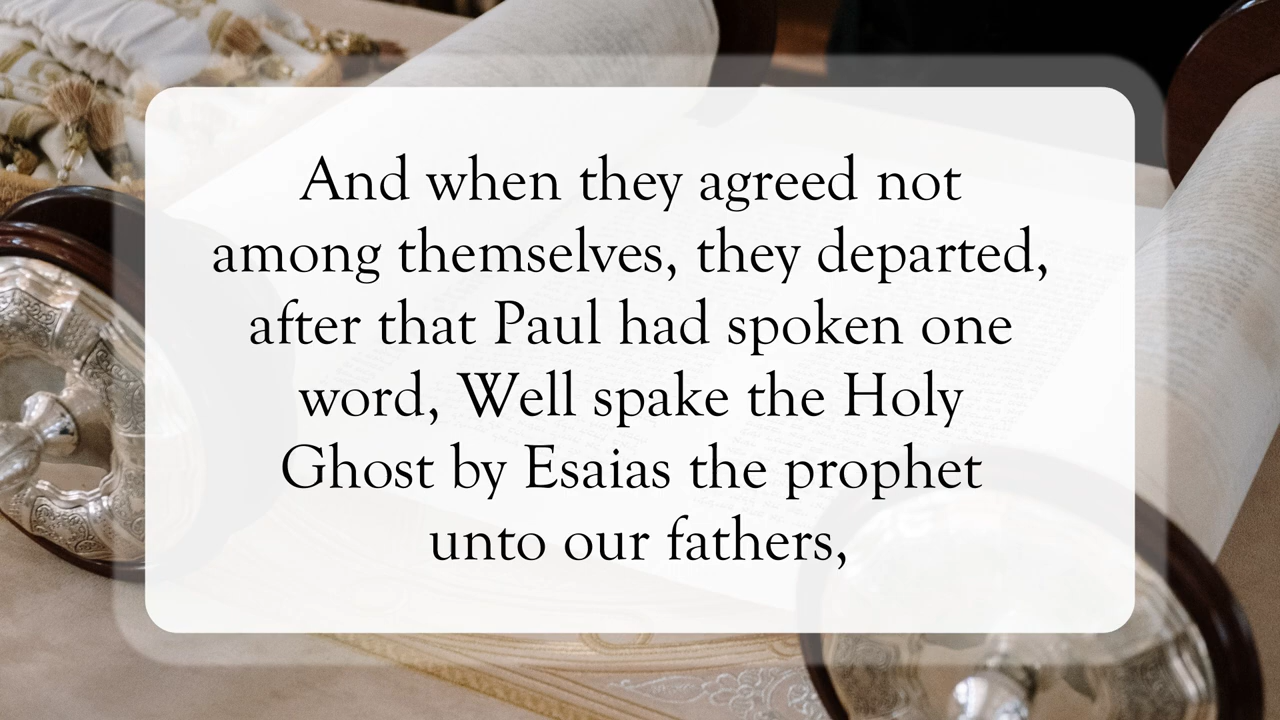 And when they agreed not
among themselves, they departed,
after that Paul had spoken one
word, Well spake the Holy
Ghost by Esaias the prophet
unto our fathers,